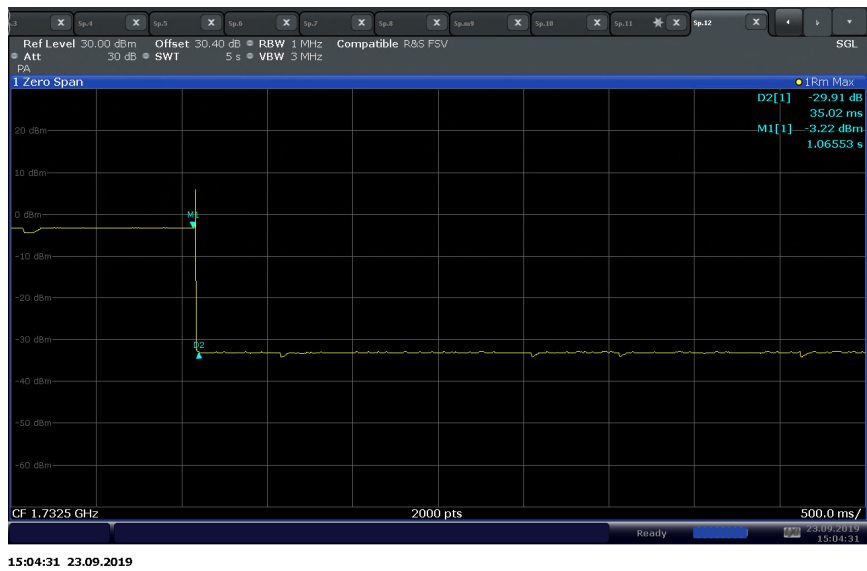 .3 Sp.4 Sp.5 Sp.6 Sp.7 Sp.8 Sp.m9 Sp.10 Sp.11 Sp.12
Ref Level 30.00 dBm Offset 30.40 dB RBW 1 MHz Compatible R&S FSV SGL
Att 30 dB SWT 5 s VBW 3 MHz
PA
1 Zero Span 1Rm Max
D2[1] -29.91 dB
35.02 ms
20 dBm M1[1] -3.22 dBm
1.06553 s
10 dBm
0 dBm M1
-10 dBm
-20 dBm
-30 dBm
D2
-40 dBm
-50 dBm
-60 dBm
CF 1.7325 GHz 2000 pts 500.0 ms/
Ready 23.09.2019
15:04:31
15:04:31 23.09.2019